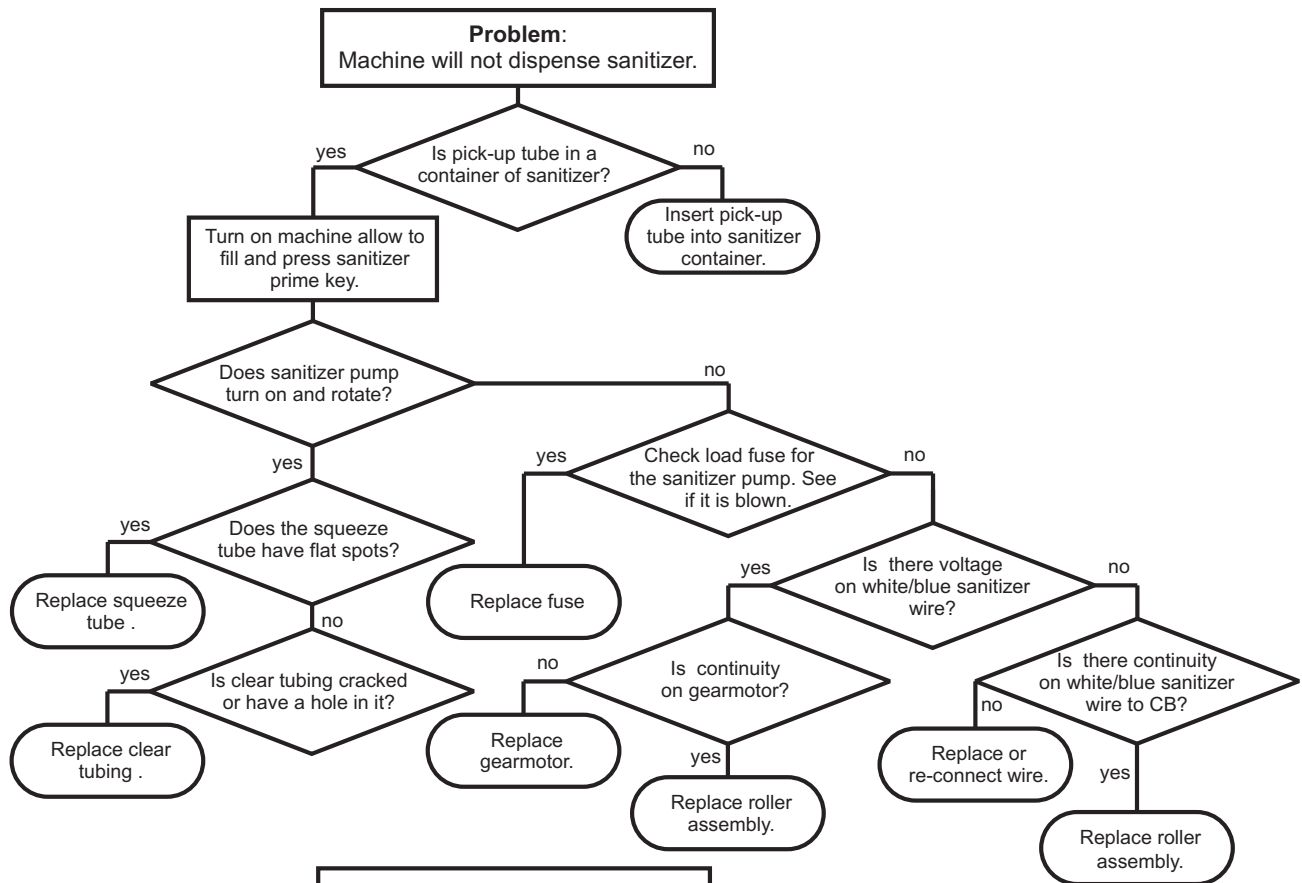 Problem:
Machine will not dispense sanitizer.
Is pick-up tube in a
container of sanitizer?
yes
no
Turn on machine allow to
fill and press sanitizer
prime key.
Insert pick-up
tube into sanitizer
container.
Does sanitizer pump
turn on and rotate?
no
yes
Check load fuse for
the sanitizer pump. See
if it is blown.
yes
no
Does the squeeze
tube have flat spots?
yes
Replace squeeze
tube .
no
Replace fuse
Is there voltage
on white/blue sanitizer
wire?
yes
no
Is clear tubing cracked
or have a hole in it?
yes
Replace clear
tubing .
Is continuity
on gearmotor?
no
Replace
gearmotor.
yes
Replace roller
assembly.
Is there continuity
on white/blue sanitizer
wire to CB?
no
Replace or
re-connect wire.
yes
Replace roller
assembly.